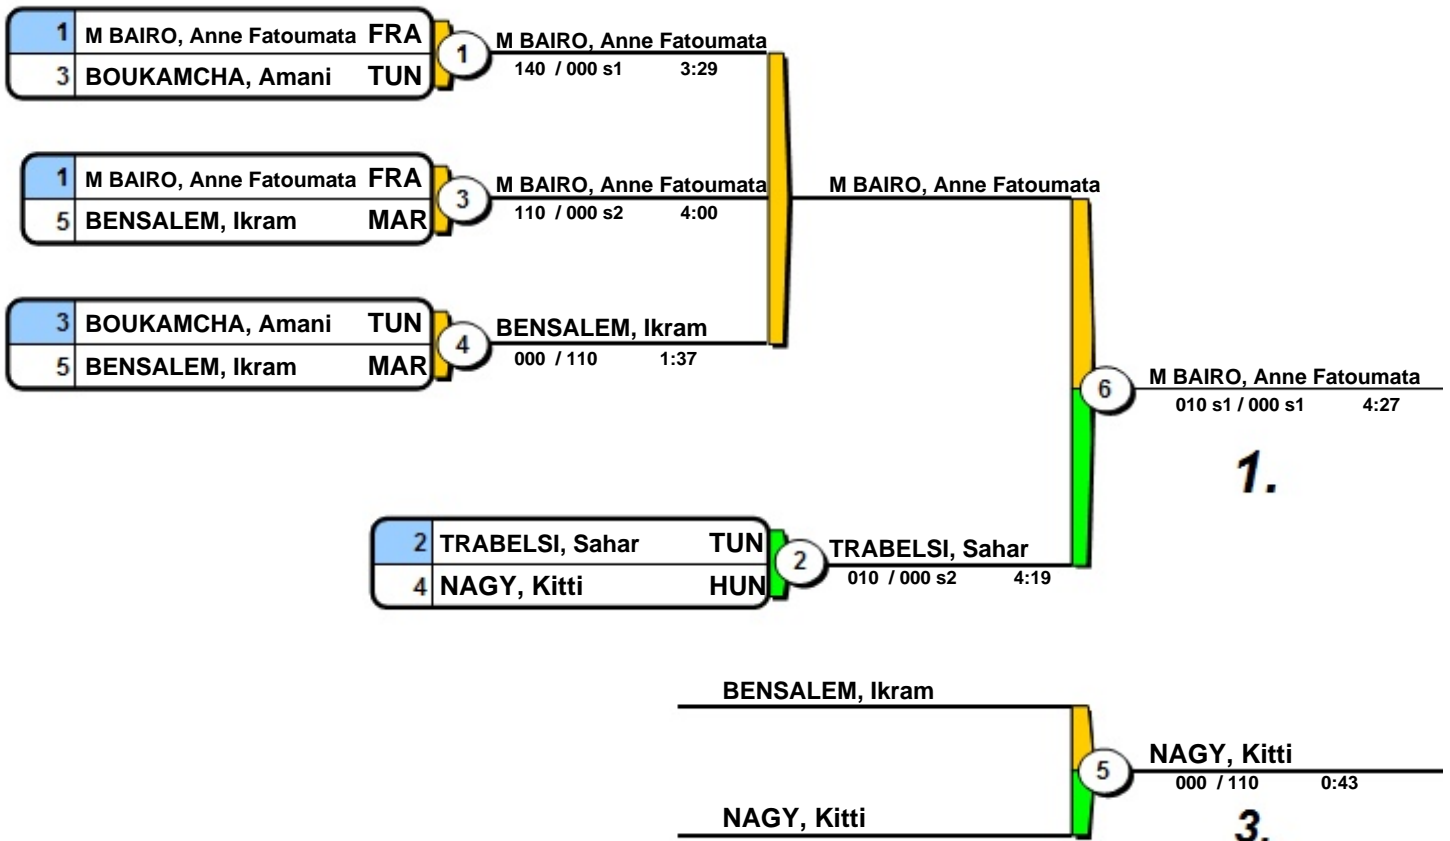 1 M BAIRO, Anne Fatoumata FRA
3 BOUKAMCHA, Amani TUN
1 M BAIRO, Anne Fatoumata
140 / 000 s1 3:29
1 M BAIRO, Anne Fatoumata FRA
5 BENSALEM, Ikram MAR
3 M BAIRO, Anne Fatoumata
110 / 000 s2 4:00
M BAIRO, Anne Fatoumata
3 BOUKAMCHA, Amani TUN
5 BENSALEM, Ikram MAR
4 BENSALEM, Ikram
000 / 110 1:37
6 M BAIRO, Anne Fatoumata
010 s1 / 000 s1 4:27
1.
2 TRABELSI, Sahar TUN
4 NAGY, Kitti HUN
2 TRABELSI, Sahar
010 / 000 s2 4:19
BENSALEM, Ikram
5 NAGY, Kitti
000 / 110 0:43
NAGY, Kitti
3.